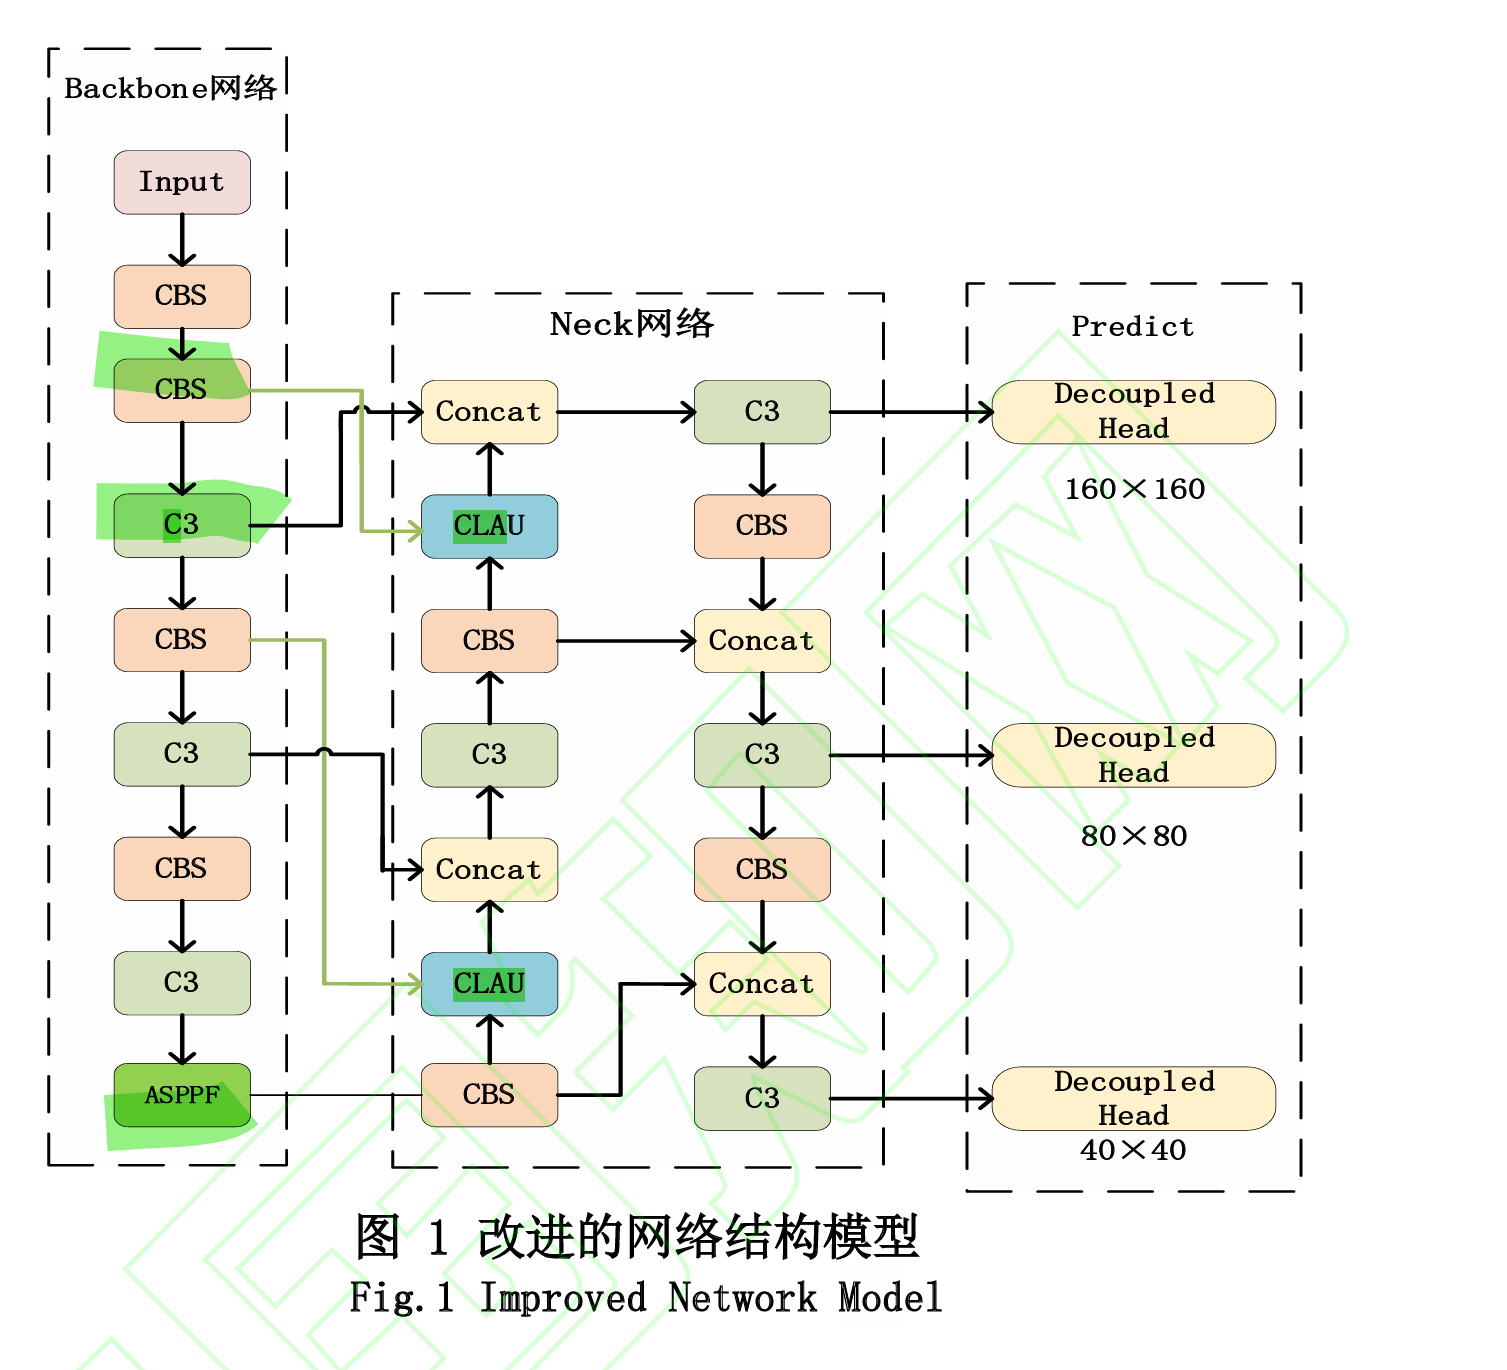 Backbone网络
Input
CBS
CBS
C3
CBS
C3
CBS
C3
ASPPF
Neck网络
Concat
CLAU
CBS
C3
Concat
CLAU
CBS
C3
CBS
Concat
C3
CBS
Concat
C3
Predict
Decoupled
Head
160×160
Decoupled
Head
80×80
Decoupled
Head
40×40
图 1 改进的网络结构模型
Fig.1 Improved Network Model